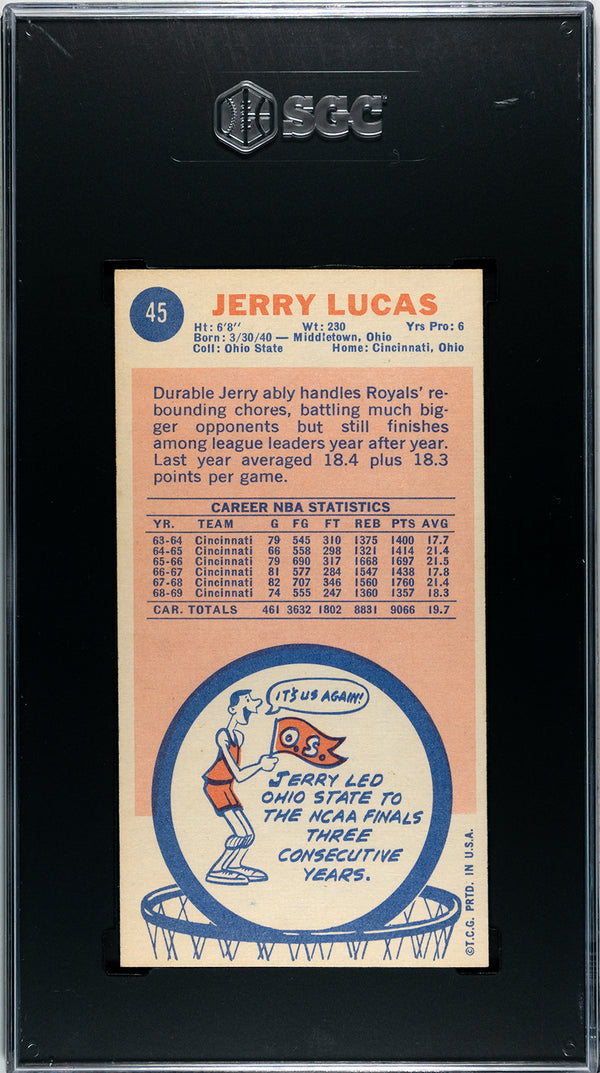 SGC
45
JERRY LUCAS
Ht: 6'8" Wt: 230 Yrs Pro: 6
Born: 3/30/40 — Middletown, Ohio
Coll: Ohio State Home: Cincinnati, Ohio
Durable Jerry ably handles Royals' re-
bounding chores, battling much big-
ger opponents but still finishes
among league leaders year after year.
Last year averaged 18.4 plus 18.3
points per game.
CAREER NBA STATISTICS
YR. TEAM G FG FT REB PTS AVG
63-64 Cincinnati 79 545 310 1375 1400 17.7
64-65 Cincinnati 66 558 298 1321 1414 21.4
65-66 Cincinnati 79 690 317 1668 1697 21.5
66-67 Cincinnati 81 577 284 1547 1438 17.8
67-68 Cincinnati 82 707 346 1560 1760 21.4
68-69 Cincinnati 74 555 247 1360 1357 18.3
CAR. TOTALS 461 3632 1802 8831 9066 19.7
IT'S US AGAIN!
O.S.
JERRY LED
OHIO STATE TO
THE NCAA FINALS
THREE
CONSECUTIVE
YEARS.
©T.C.G. PRTD. IN U.S.A.